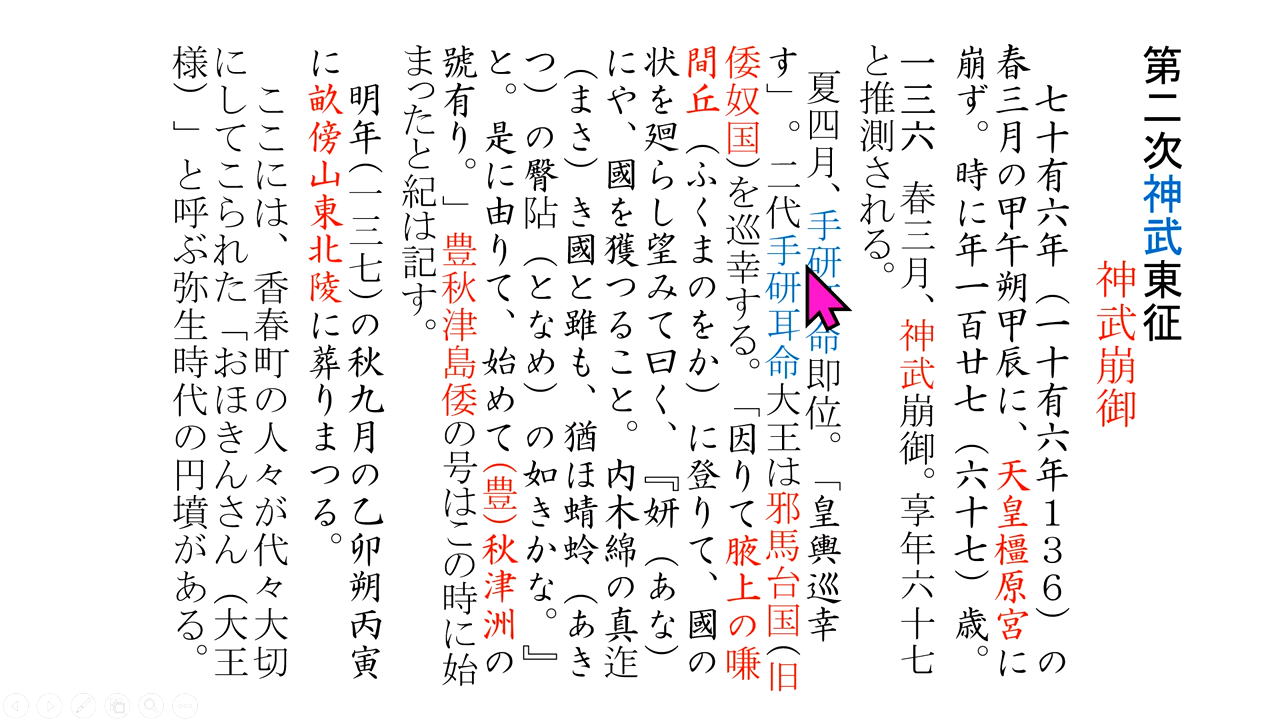 第二次神武東征
神武崩御
七十有六年（一十有六年１３６）の
春三月の甲午朔甲辰に、天皇橿原宮に
崩ず。時に年一百廿七（六十七）歳。
一三六　春三月、神武崩御。享年六十七
と推測される。
夏四月、手研耳命即位。「皇輿巡幸
す」。二代手研耳命大王は邪馬台国(旧
倭奴国)を巡幸する。「因りて腋上の嗛
間丘（ふくまのをか）に登りて、國の
状を廻らし望みて曰く、『妍（あな）
にや、國を獲つること。内木綿の真迮
（まさ）き國と雖も、猶ほ蜻蛉（あき
つ）の臀呫（となめ）の如きかな。』
と。是に由りて、始めて(豊)秋津洲の
號有り。」豊秋津島倭の号はこの時に始
まったと紀は記す。
明年(一三七)の秋九月の乙卯朔丙寅
に畝傍山東北陵に葬りまつる。
ここには、香春町の人々が代々大切
にしてこられた「おほきんさん（大王
様）」と呼ぶ弥生時代の円墳がある。